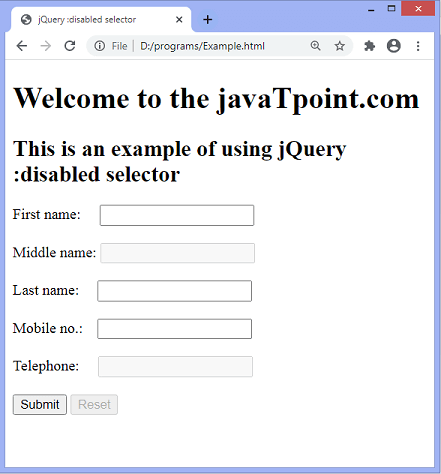 jQuery :disabled selector
File | D:/programs/Example.html
Welcome to the javaTpoint.com
This is an example of using jQuery
:disabled selector
First name:
Middle name:
Last name:
Mobile no.:
Telephone:
Submit Reset